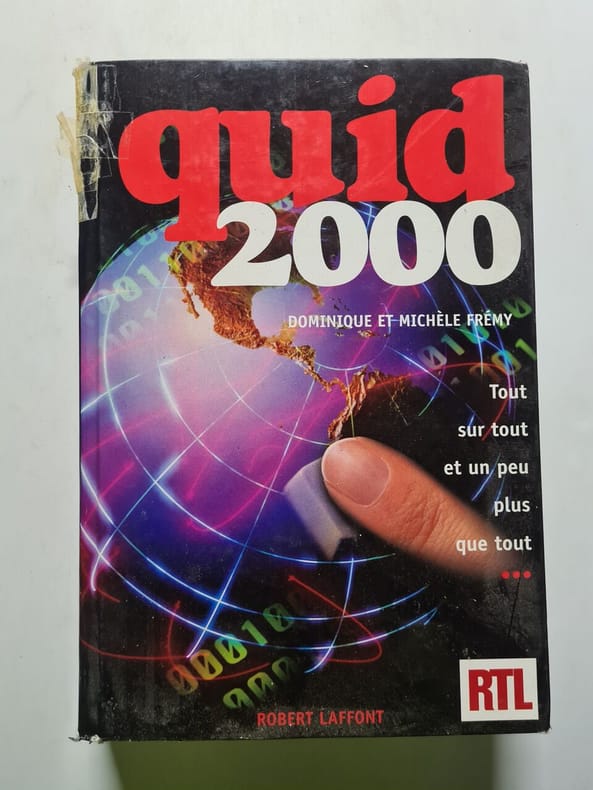 quid
2000
DOMINIQUE ET MICHÈLE FRÉMY
Tout
sur tout
et un peu
plus
que tout
...
RTL
ROBERT LAFFONT